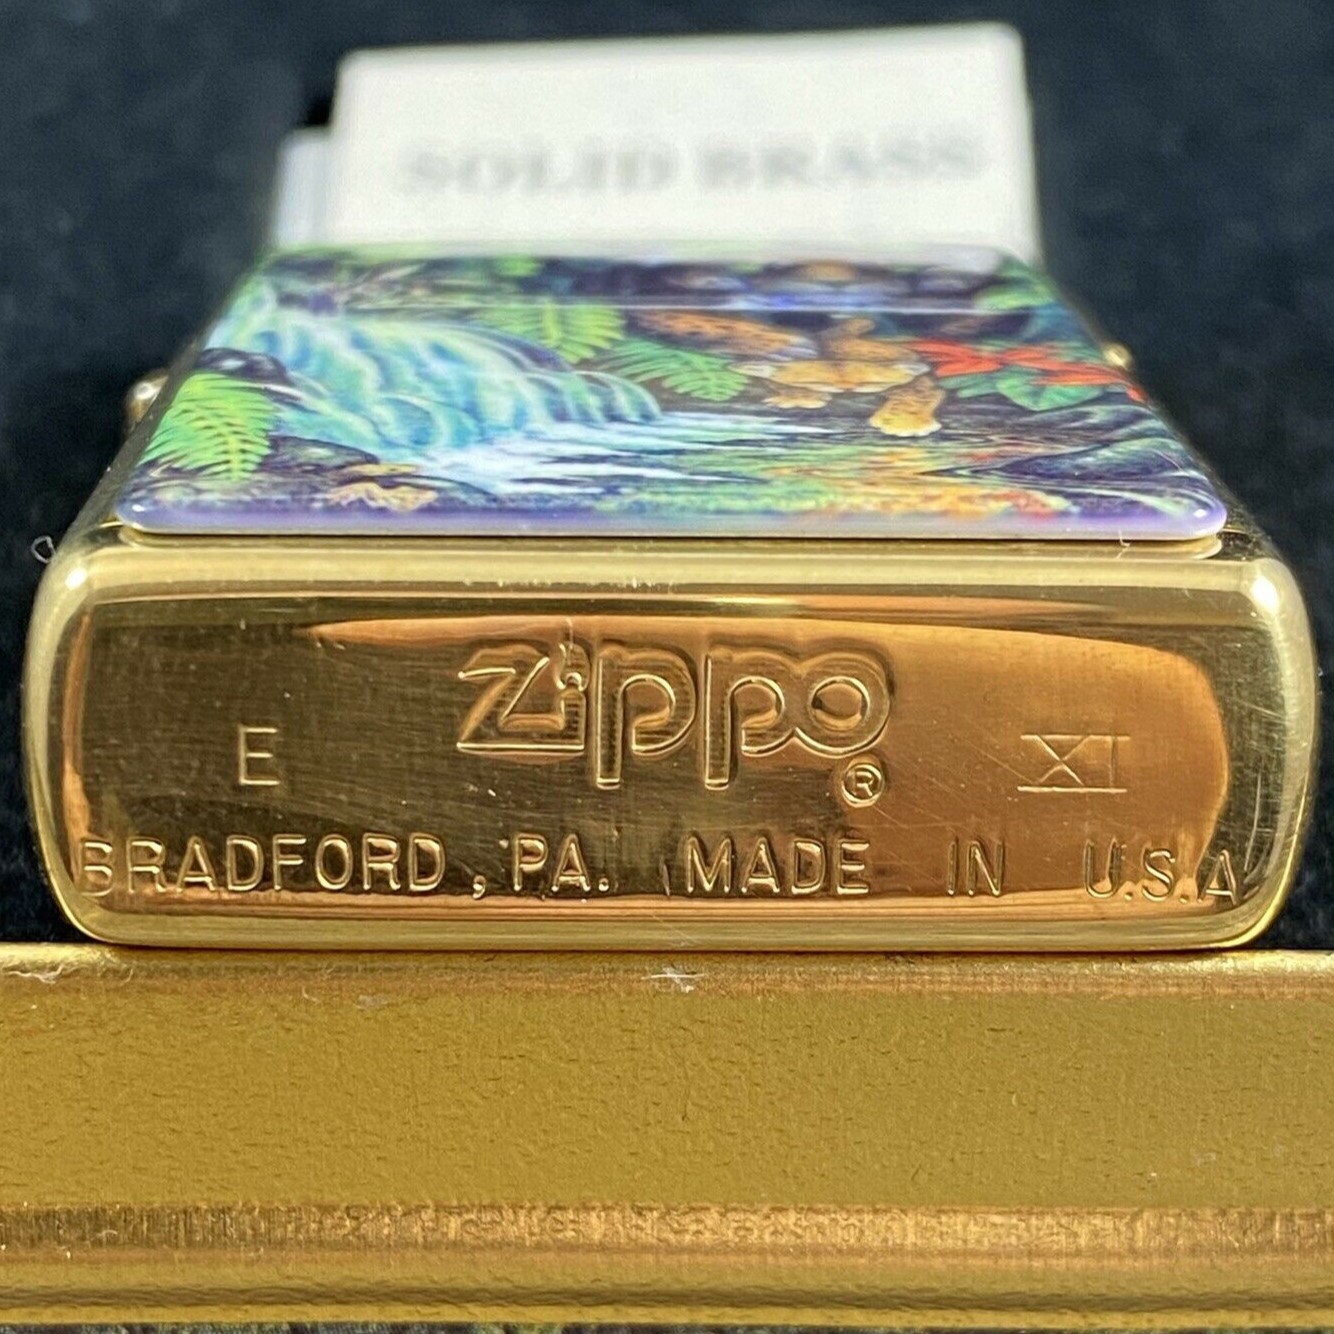 SOLID BRASS
Zippo ®
E XI
BRADFORD, PA. MADE IN U.S.A